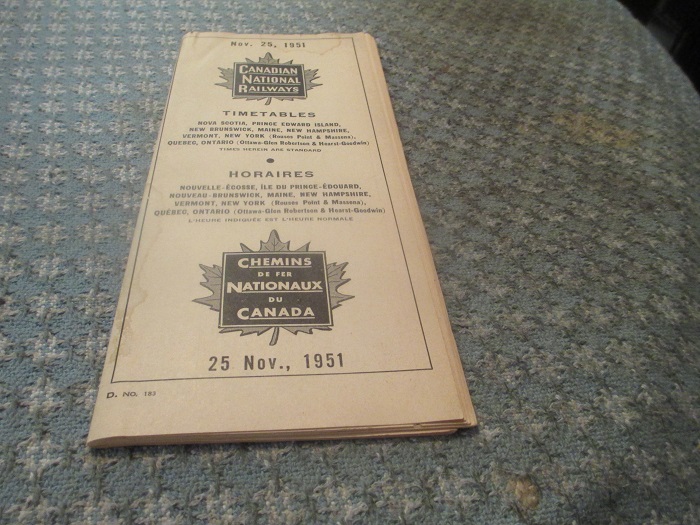 Nov. 25, 1951
CANADIAN
NATIONAL
RAILWAYS
TIMETABLES
NOVA SCOTIA, PRINCE EDWARD ISLAND,
NEW BRUNSWICK, MAINE, NEW HAMPSHIRE,
VERMONT, NEW YORK (Rouses Point & Massena),
QUEBEC, ONTARIO (Ottawa-Glen Robertson & Hearst-Goodwin)
TIMES HEREIN ARE STANDARD
HORAIRES
NOUVELLE-ÉCOSSE, ÎLE DU PRINCE-ÉDOUARD,
NOUVEAU-BRUNSWICK, MAINE, NEW HAMPSHIRE,
VERMONT, NEW YORK (Rouses Point & Massena),
QUÉBEC, ONTARIO (Ottawa-Glen Robertson & Hearst-Goodwin)
L'HEURE INDIQUÉE EST L'HEURE NORMALE
CHEMINS
DE FER
NATIONAUX
DU
CANADA
25 Nov., 1951
D. NO. 183